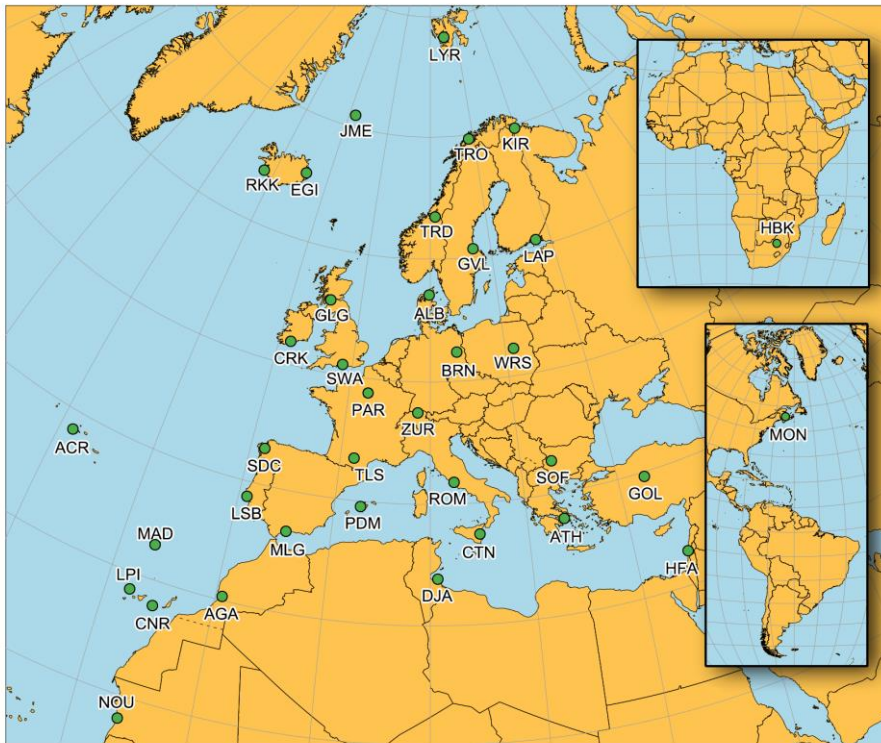 LYR
JME
TRO
KIR
RKK
EGI
TRD
GVL
LAP
HBK
GLG
ALB
CRK
SWA
BRN
WRS
PAR
ZUR
ACR
MON
SDC
TLS
SOF
ROM
GOL
LSB
PDM
MAD
MLG
CTN
ATH
HFA
LPI
CNR
AGA
DJA
NOU